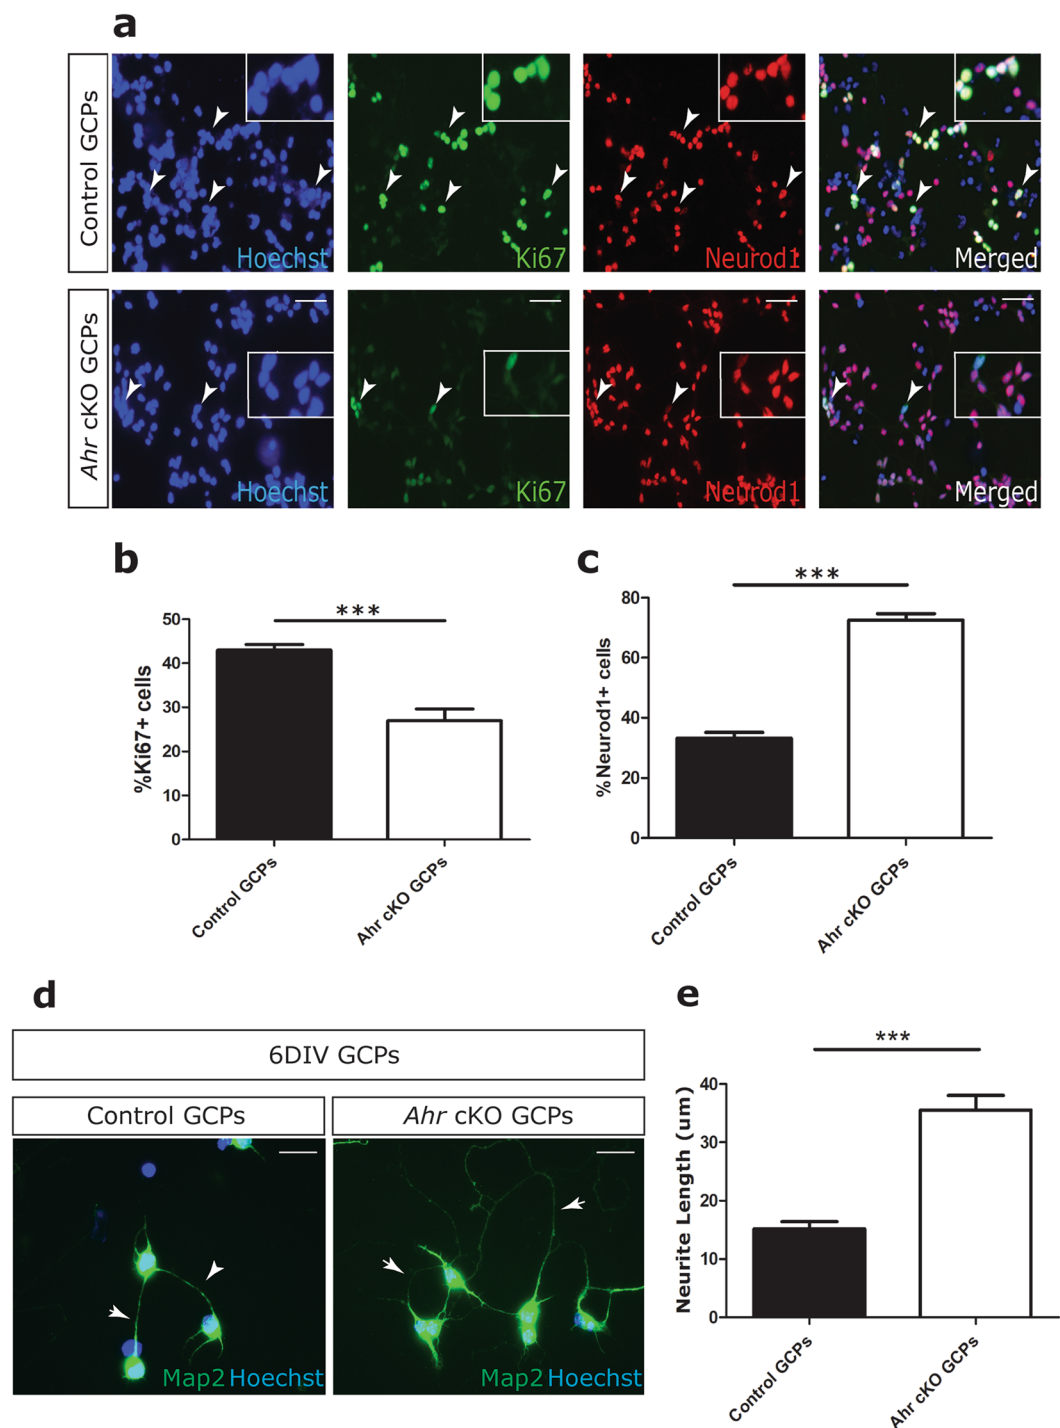 a
Control GCPs
Hoechst
Ki67
Neurod1
Merged
Ahr cKO GCPs
Hoechst
Ki67
Neurod1
Merged
b
***
%Ki67+ cells
50
40
30
20
10
0
Control GCPs
Ahr cKO GCPs
c
***
%Neurod1+ cells
80
60
40
20
0
Control GCPs
Ahr cKO GCPs
d
6DIV GCPs
Control GCPs
Ahr cKO GCPs
Map2 Hoechst
Map2 Hoechst
e
***
Neurite Length (um)
40
30
20
10
0
Control GCPs
Ahr cKO GCPs